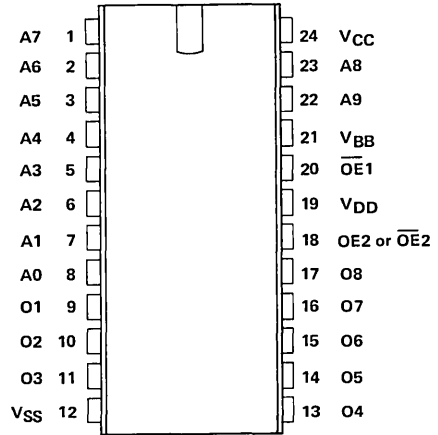 A7 1 24 VCC
A6 2 23 A8
A5 3 22 A9
A4 4 21 VBB
A3 5 20 O̅E̅1
A2 6 19 VDD
A1 7 18 OE2 or O̅E̅2
A0 8 17 O8
O1 9 16 O7
O2 10 15 O6
O3 11 14 O5
VSS 12 13 O4